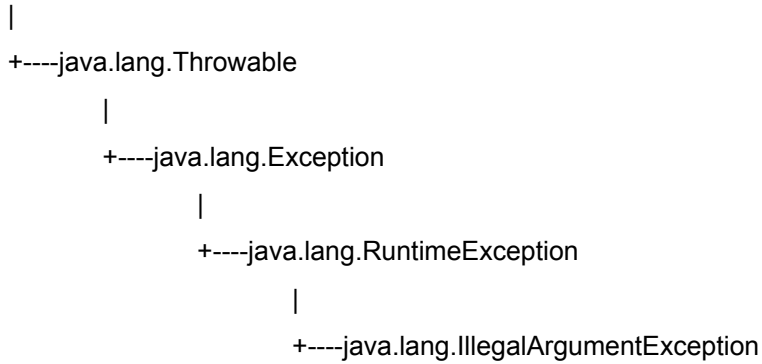 |
+----java.lang.Throwable
|
+----java.lang.Exception
|
+----java.lang.RuntimeException
|
+----java.lang.IllegalArgumentException